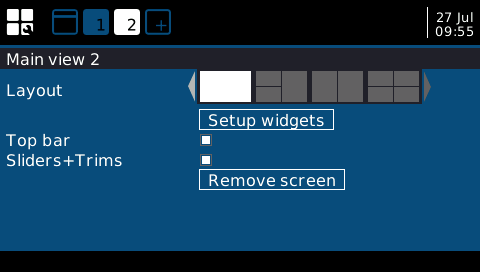 1 2 +
27 Jul
09:55
Main view 2
Layout
Setup widgets
Top bar
Sliders+Trims
Remove screen